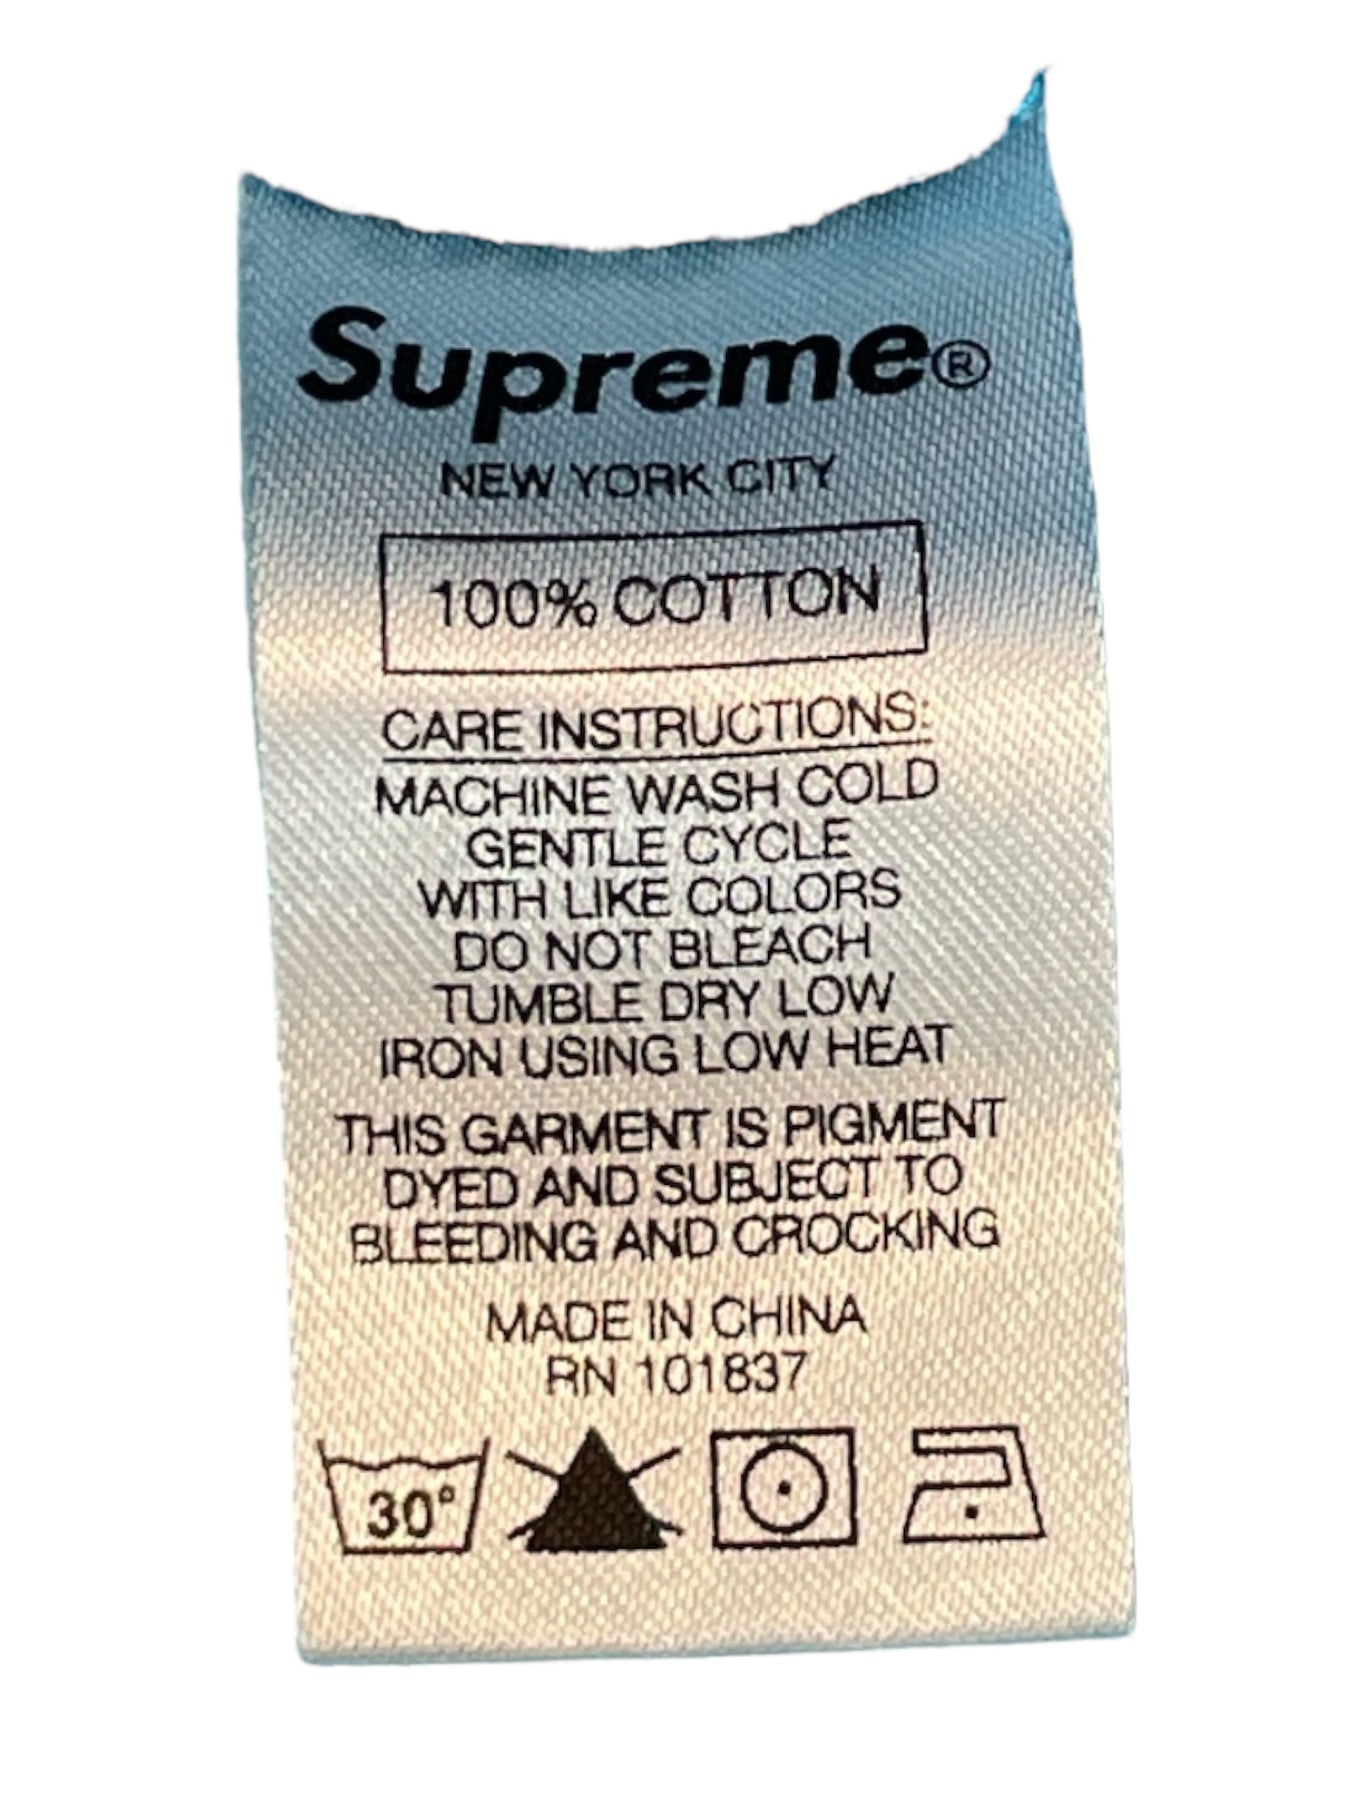 Supreme®
NEW YORK CITY
100% COTTON
CARE INSTRUCTIONS:
MACHINE WASH COLD
GENTLE CYCLE
WITH LIKE COLORS
DO NOT BLEACH
TUMBLE DRY LOW
IRON USING LOW HEAT
THIS GARMENT IS PIGMENT
DYED AND SUBJECT TO
BLEEDING AND CROCKING
MADE IN CHINA
RN 101837
30°